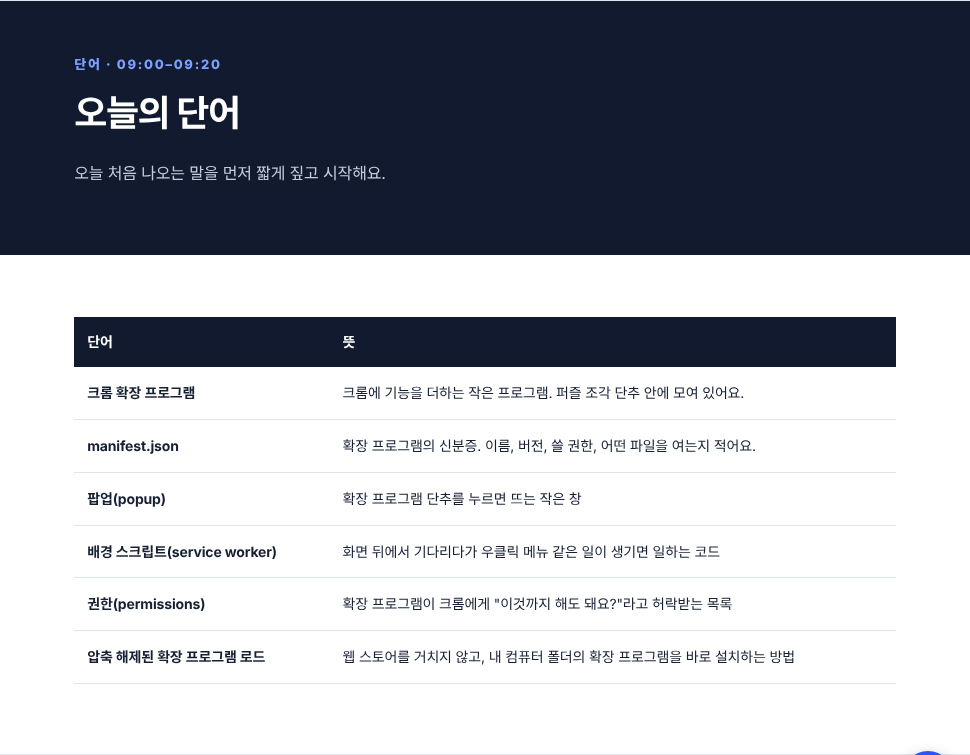 단어 · 09:00–09:20
오늘의 단어
오늘 처음 나오는 말을 먼저 짧게 짚고 시작해요.
단어 뜻
크롬 확장 프로그램 크롬에 기능을 더하는 작은 프로그램. 퍼즐 조각 단추 안에 모여 있어요.
manifest.json 확장 프로그램의 신분증. 이름, 버전, 쓸 권한, 어떤 파일을 여는지 적어요.
팝업(popup) 확장 프로그램 단추를 누르면 뜨는 작은 창
배경 스크립트(service worker) 화면 뒤에서 기다리다가 우클릭 메뉴 같은 일이 생기면 일하는 코드
권한(permissions) 확장 프로그램이 크롬에게 "이것까지 해도 돼요?"라고 허락받는 목록
압축 해제된 확장 프로그램 로드 웹 스토어를 거치지 않고, 내 컴퓨터 폴더의 확장 프로그램을 바로 설치하는 방법